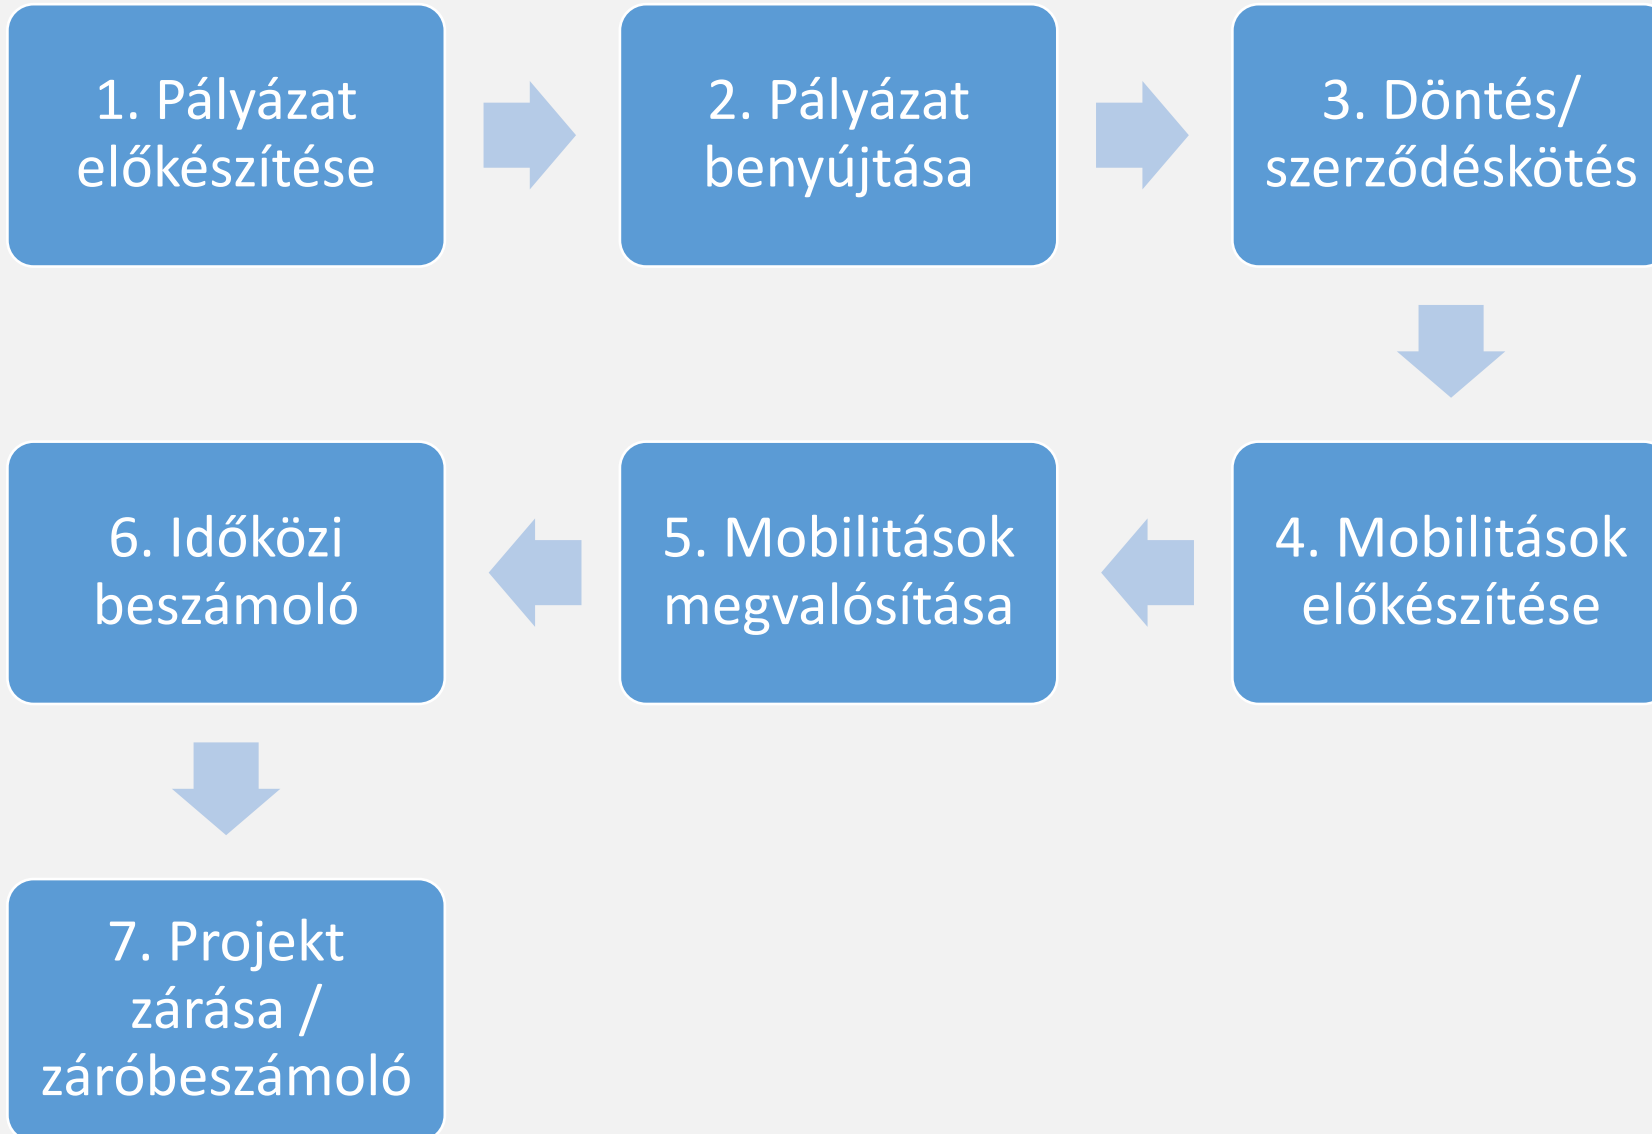 1. Pályázat
előkészítése
2. Pályázat
benyújtása
3. Döntés/
szerződéskötés
4. Mobilitások
előkészítése
5. Mobilitások
megvalósítása
6. Időközi
beszámoló
7. Projekt
zárása /
záróbeszámoló